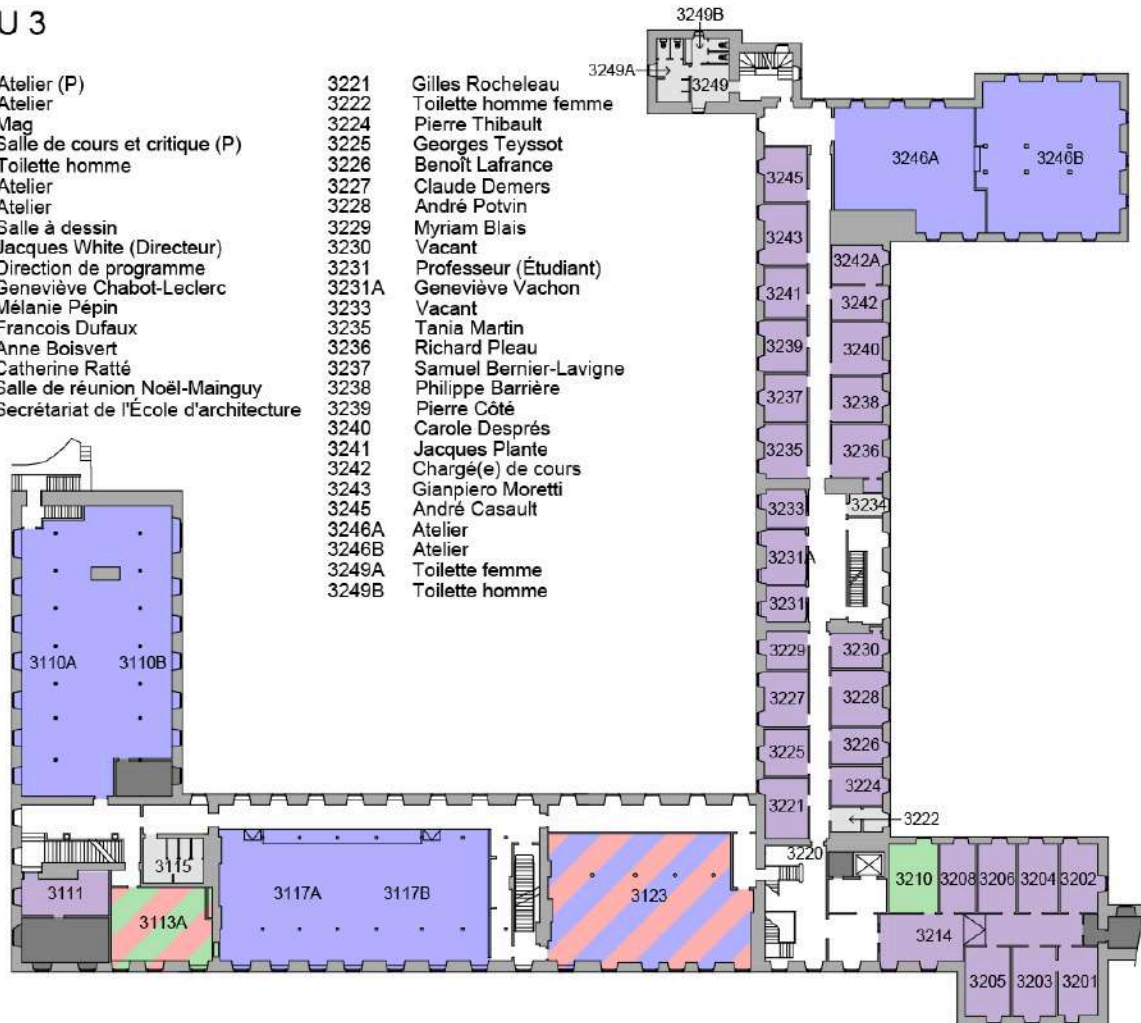 U 3
Atelier (P)
Atelier
Mag
Salle de cours et critique (P)
Toilette homme
Atelier
Atelier
Salle à dessin
Jacques White (Directeur)
Direction de programme
Geneviève Chabot-Leclerc
Mélanie Pépin
Francois Dufaux
Anne Boisvert
Catherine Ratté
Salle de réunion Noël-Mainguy
Secrétariat de l'École d'architecture
3221 Gilles Rocheleau
3222 Toilette homme femme
3224 Pierre Thibault
3225 Georges Teyssot
3226 Benoît Lafrance
3227 Claude Demers
3228 André Potvin
3229 Myriam Blais
3230 Vacant
3231 Professeur (Étudiant)
3231A Geneviève Vachon
3233 Vacant
3235 Tania Martin
3236 Richard Pleau
3237 Samuel Bernier-Lavigne
3238 Philippe Barrière
3239 Pierre Côté
3240 Carole Després
3241 Jacques Plante
3242 Chargé(e) de cours
3243 Gianpiero Moretti
3245 André Casault
3246A Atelier
3246B Atelier
3249A Toilette femme
3249B Toilette homme
3249B
3249A
3249
3246A
3246B
3245
3243
3242A
3241
3242
3239
3240
3237
3238
3235
3236
3233
3234
3231A
3231
3229
3230
3227
3228
3225
3226
3224
3221
3222
3220
3110A
3110B
3115
3111
3113A
3117A
3117B
3123
3210
3208
3206
3204
3202
3214
3205
3203
3201